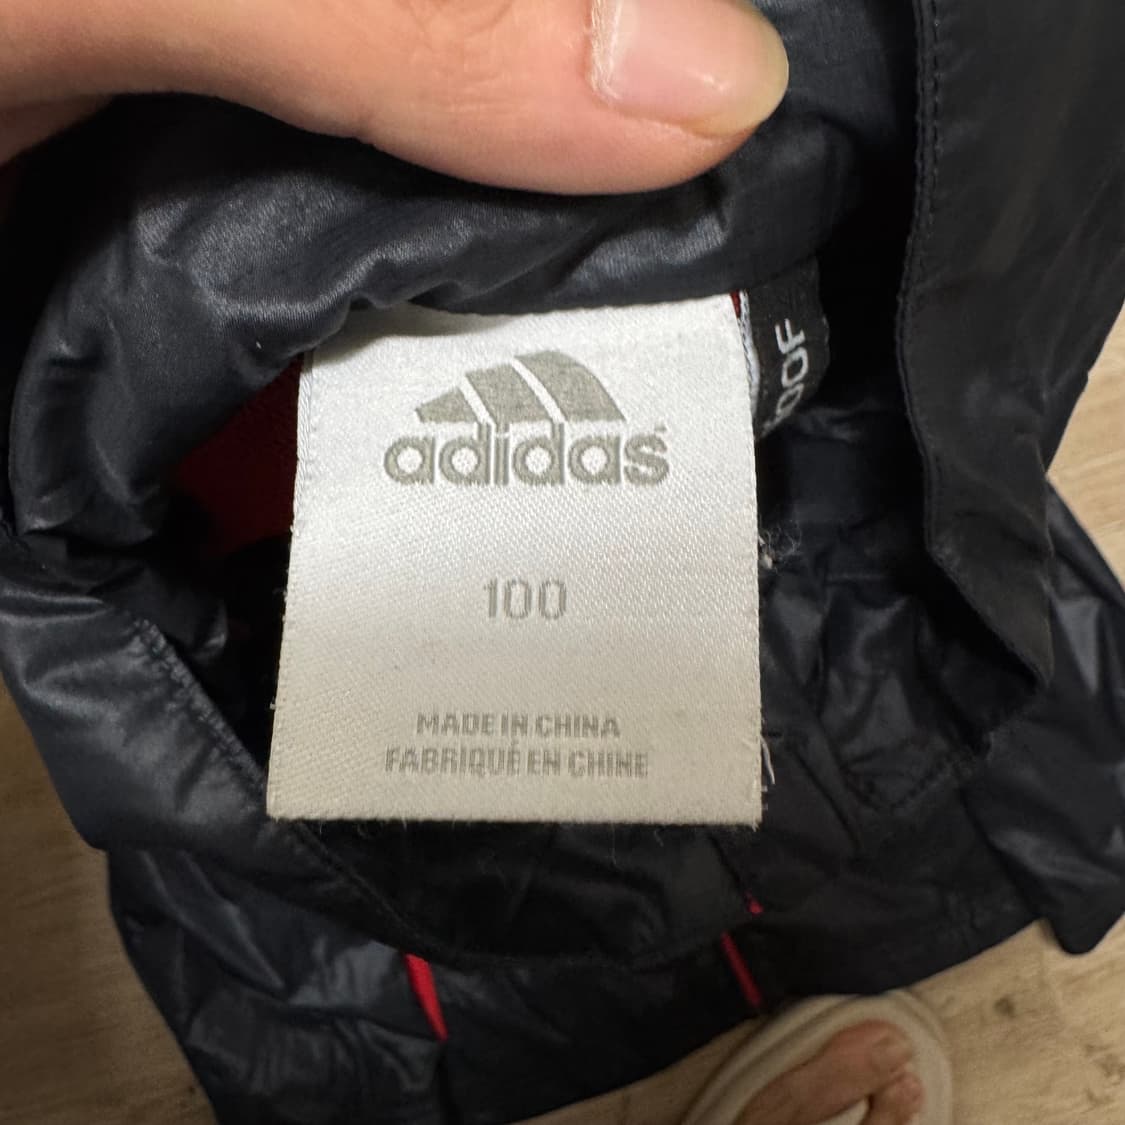 adidas
100
MADE IN CHINA
FABRIQUÉ EN CHINE